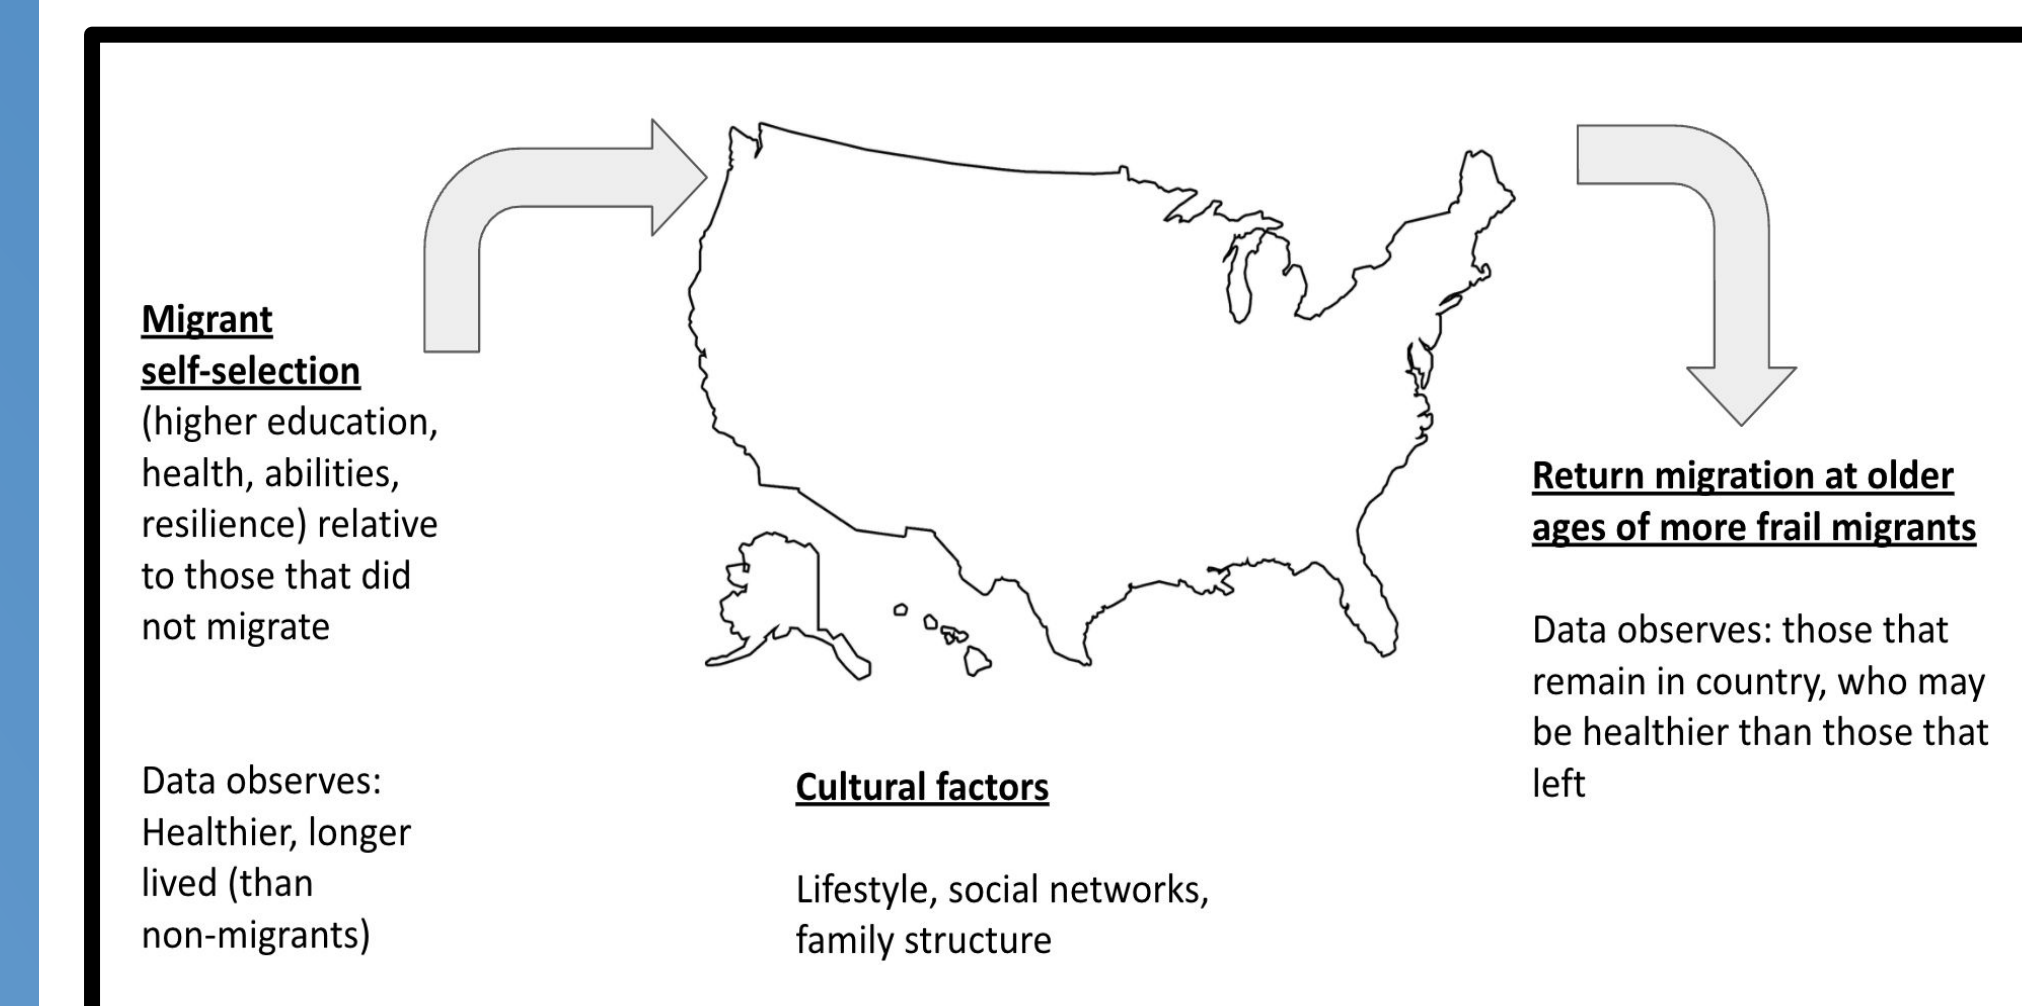 Migrant
self-selection
(higher education,
health, abilities,
resilience) relative
to those that did
not migrate
Data observes:
Healthier, longer
lived (than
non-migrants)
Cultural factors
Lifestyle, social networks,
family structure
Return migration at older
ages of more frail migrants
Data observes: those that
remain in country, who may
be healthier than those that
left